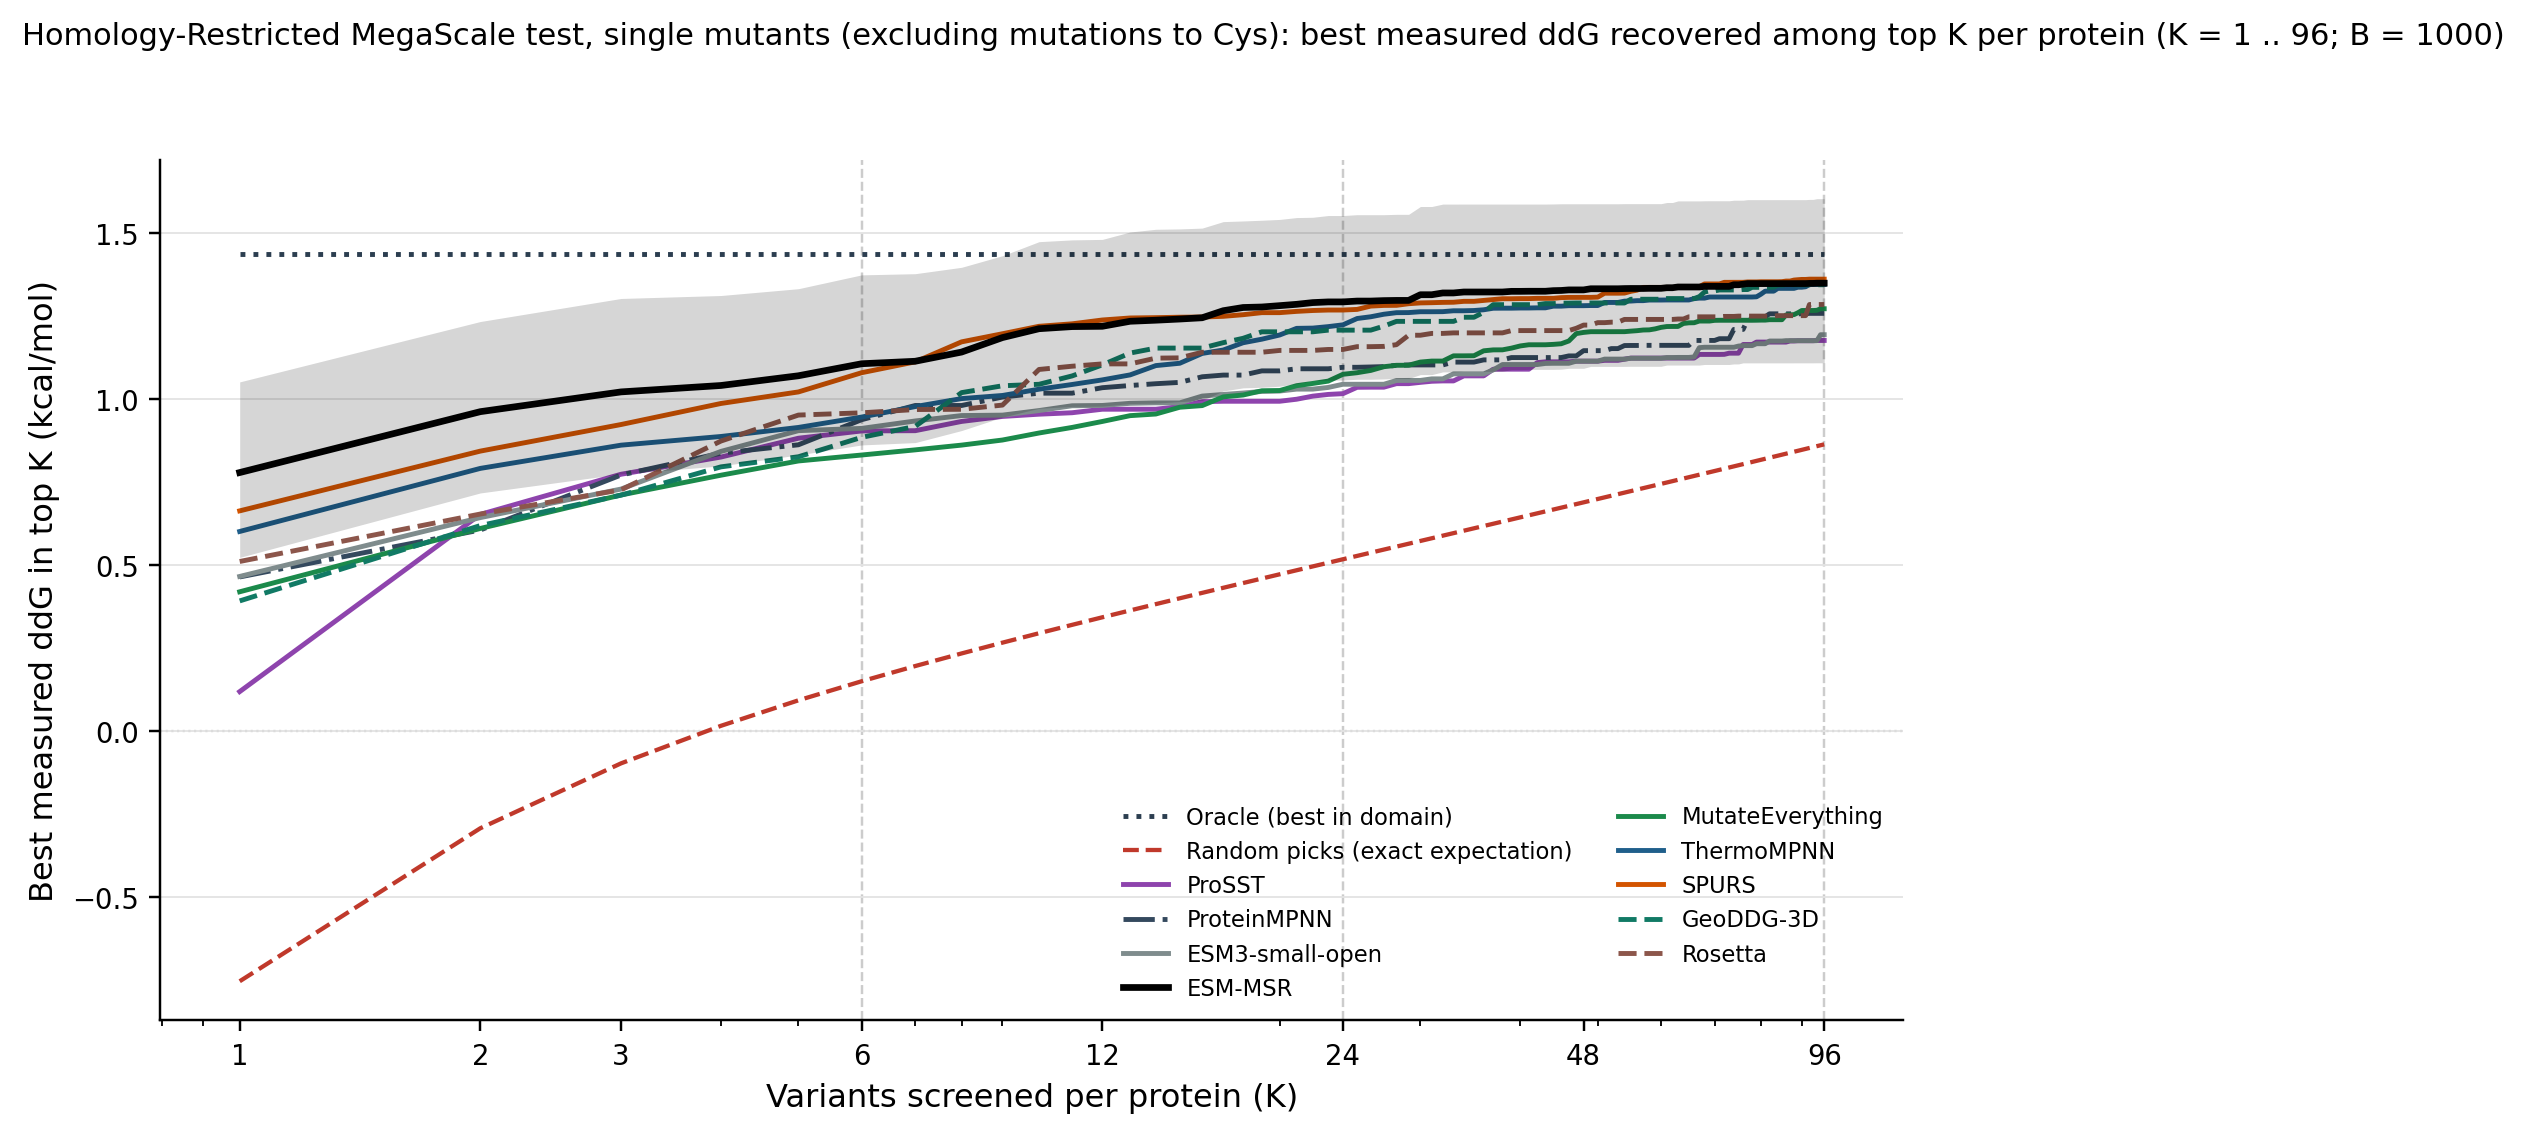 Homology-Restricted MegaScale test, single mutants (excluding mutations to Cys): best measured ddG recovered among top K per protein (K = 1 .. 96; B = 1000)
Best measured ddG in top K (kcal/mol)
1.5
1.0
0.5
0.0
−0.5
Oracle (best in domain)
Random picks (exact expectation)
ProSST
ProteinMPNN
ESM3-small-open
ESM-MSR
MutateEverything
ThermoMPNN
SPURS
GeoDDG-3D
Rosetta
1 2 3 6 12 24 48 96
Variants screened per protein (K)